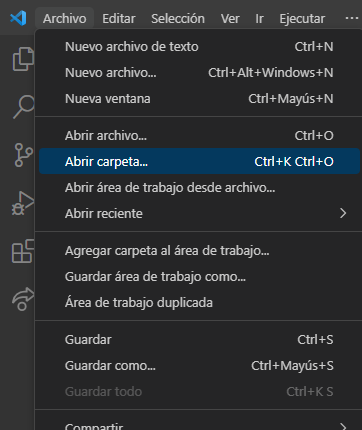 Archivo Editar Selección Ver Ir Ejecutar ...
Nuevo archivo de texto Ctrl+N
Nuevo archivo... Ctrl+Alt+Windows+N
Nueva ventana Ctrl+Mayús+N
Abrir archivo... Ctrl+O
Abrir carpeta... Ctrl+K Ctrl+O
Abrir área de trabajo desde archivo...
Abrir reciente
Agregar carpeta al área de trabajo...
Guardar área de trabajo como...
Área de trabajo duplicada
Guardar Ctrl+S
Guardar como... Ctrl+Mayús+S
Guardar todo Ctrl+K S
Compartir